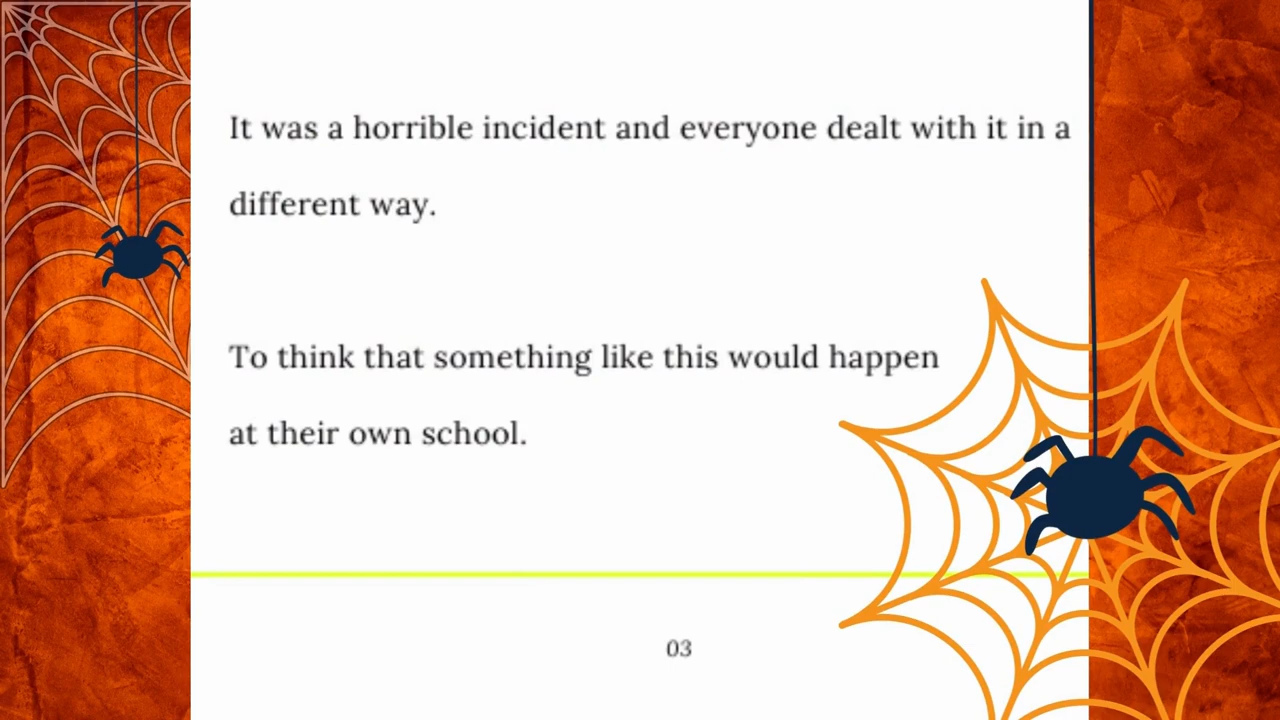 It was a horrible incident and everyone dealt with it in a
different way.
To think that something like this would happen
at their own school.
03